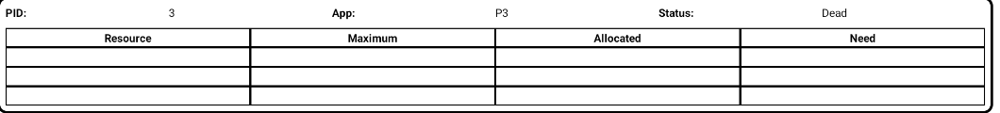 PID: 3 App: P3 Status: Dead
Resource Maximum Allocated Need